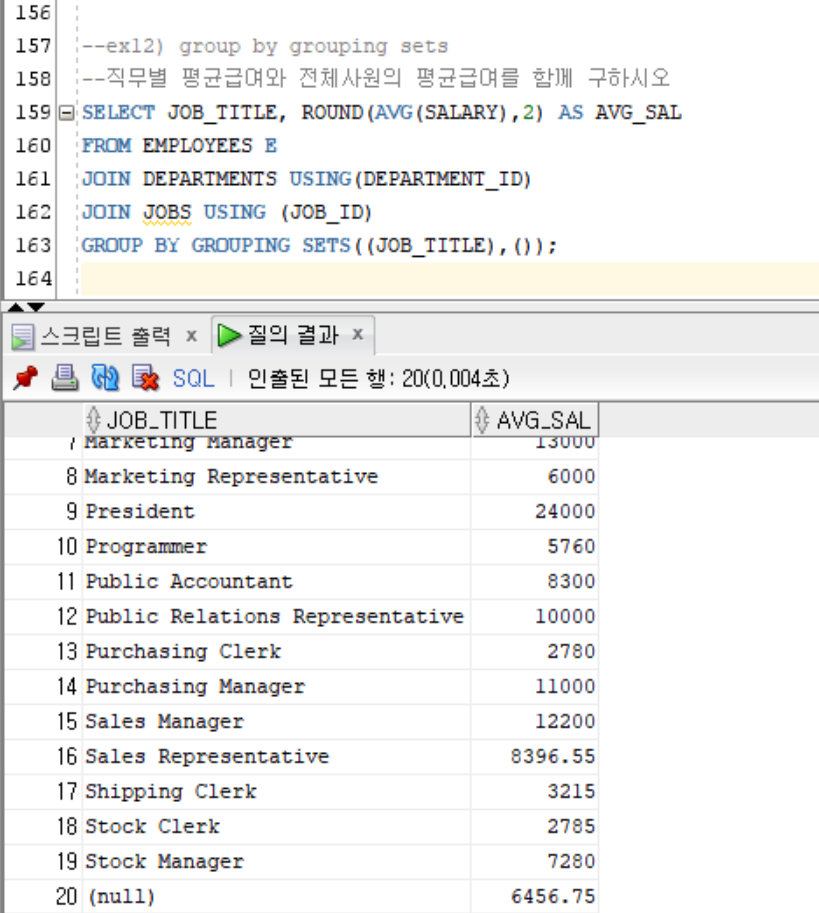 156
157 --ex12) group by grouping sets
158 --직무별 평균급여와 전체사원의 평균급여를 함께 구하시오
159 SELECT JOB_TITLE, ROUND(AVG(SALARY),2) AS AVG_SAL
160 FROM EMPLOYEES E
161 JOIN DEPARTMENTS USING(DEPARTMENT_ID)
162 JOIN JOBS USING (JOB_ID)
163 GROUP BY GROUPING SETS((JOB_TITLE),());
164
스크립트 출력 x 질의 결과 x
SQL | 인출된 모든 행: 20(0,004초)
JOB_TITLE AVG_SAL
7 Marketing Manager 13000
8 Marketing Representative 6000
9 President 24000
10 Programmer 5760
11 Public Accountant 8300
12 Public Relations Representative 10000
13 Purchasing Clerk 2780
14 Purchasing Manager 11000
15 Sales Manager 12200
16 Sales Representative 8396.55
17 Shipping Clerk 3215
18 Stock Clerk 2785
19 Stock Manager 7280
20 (null) 6456.75